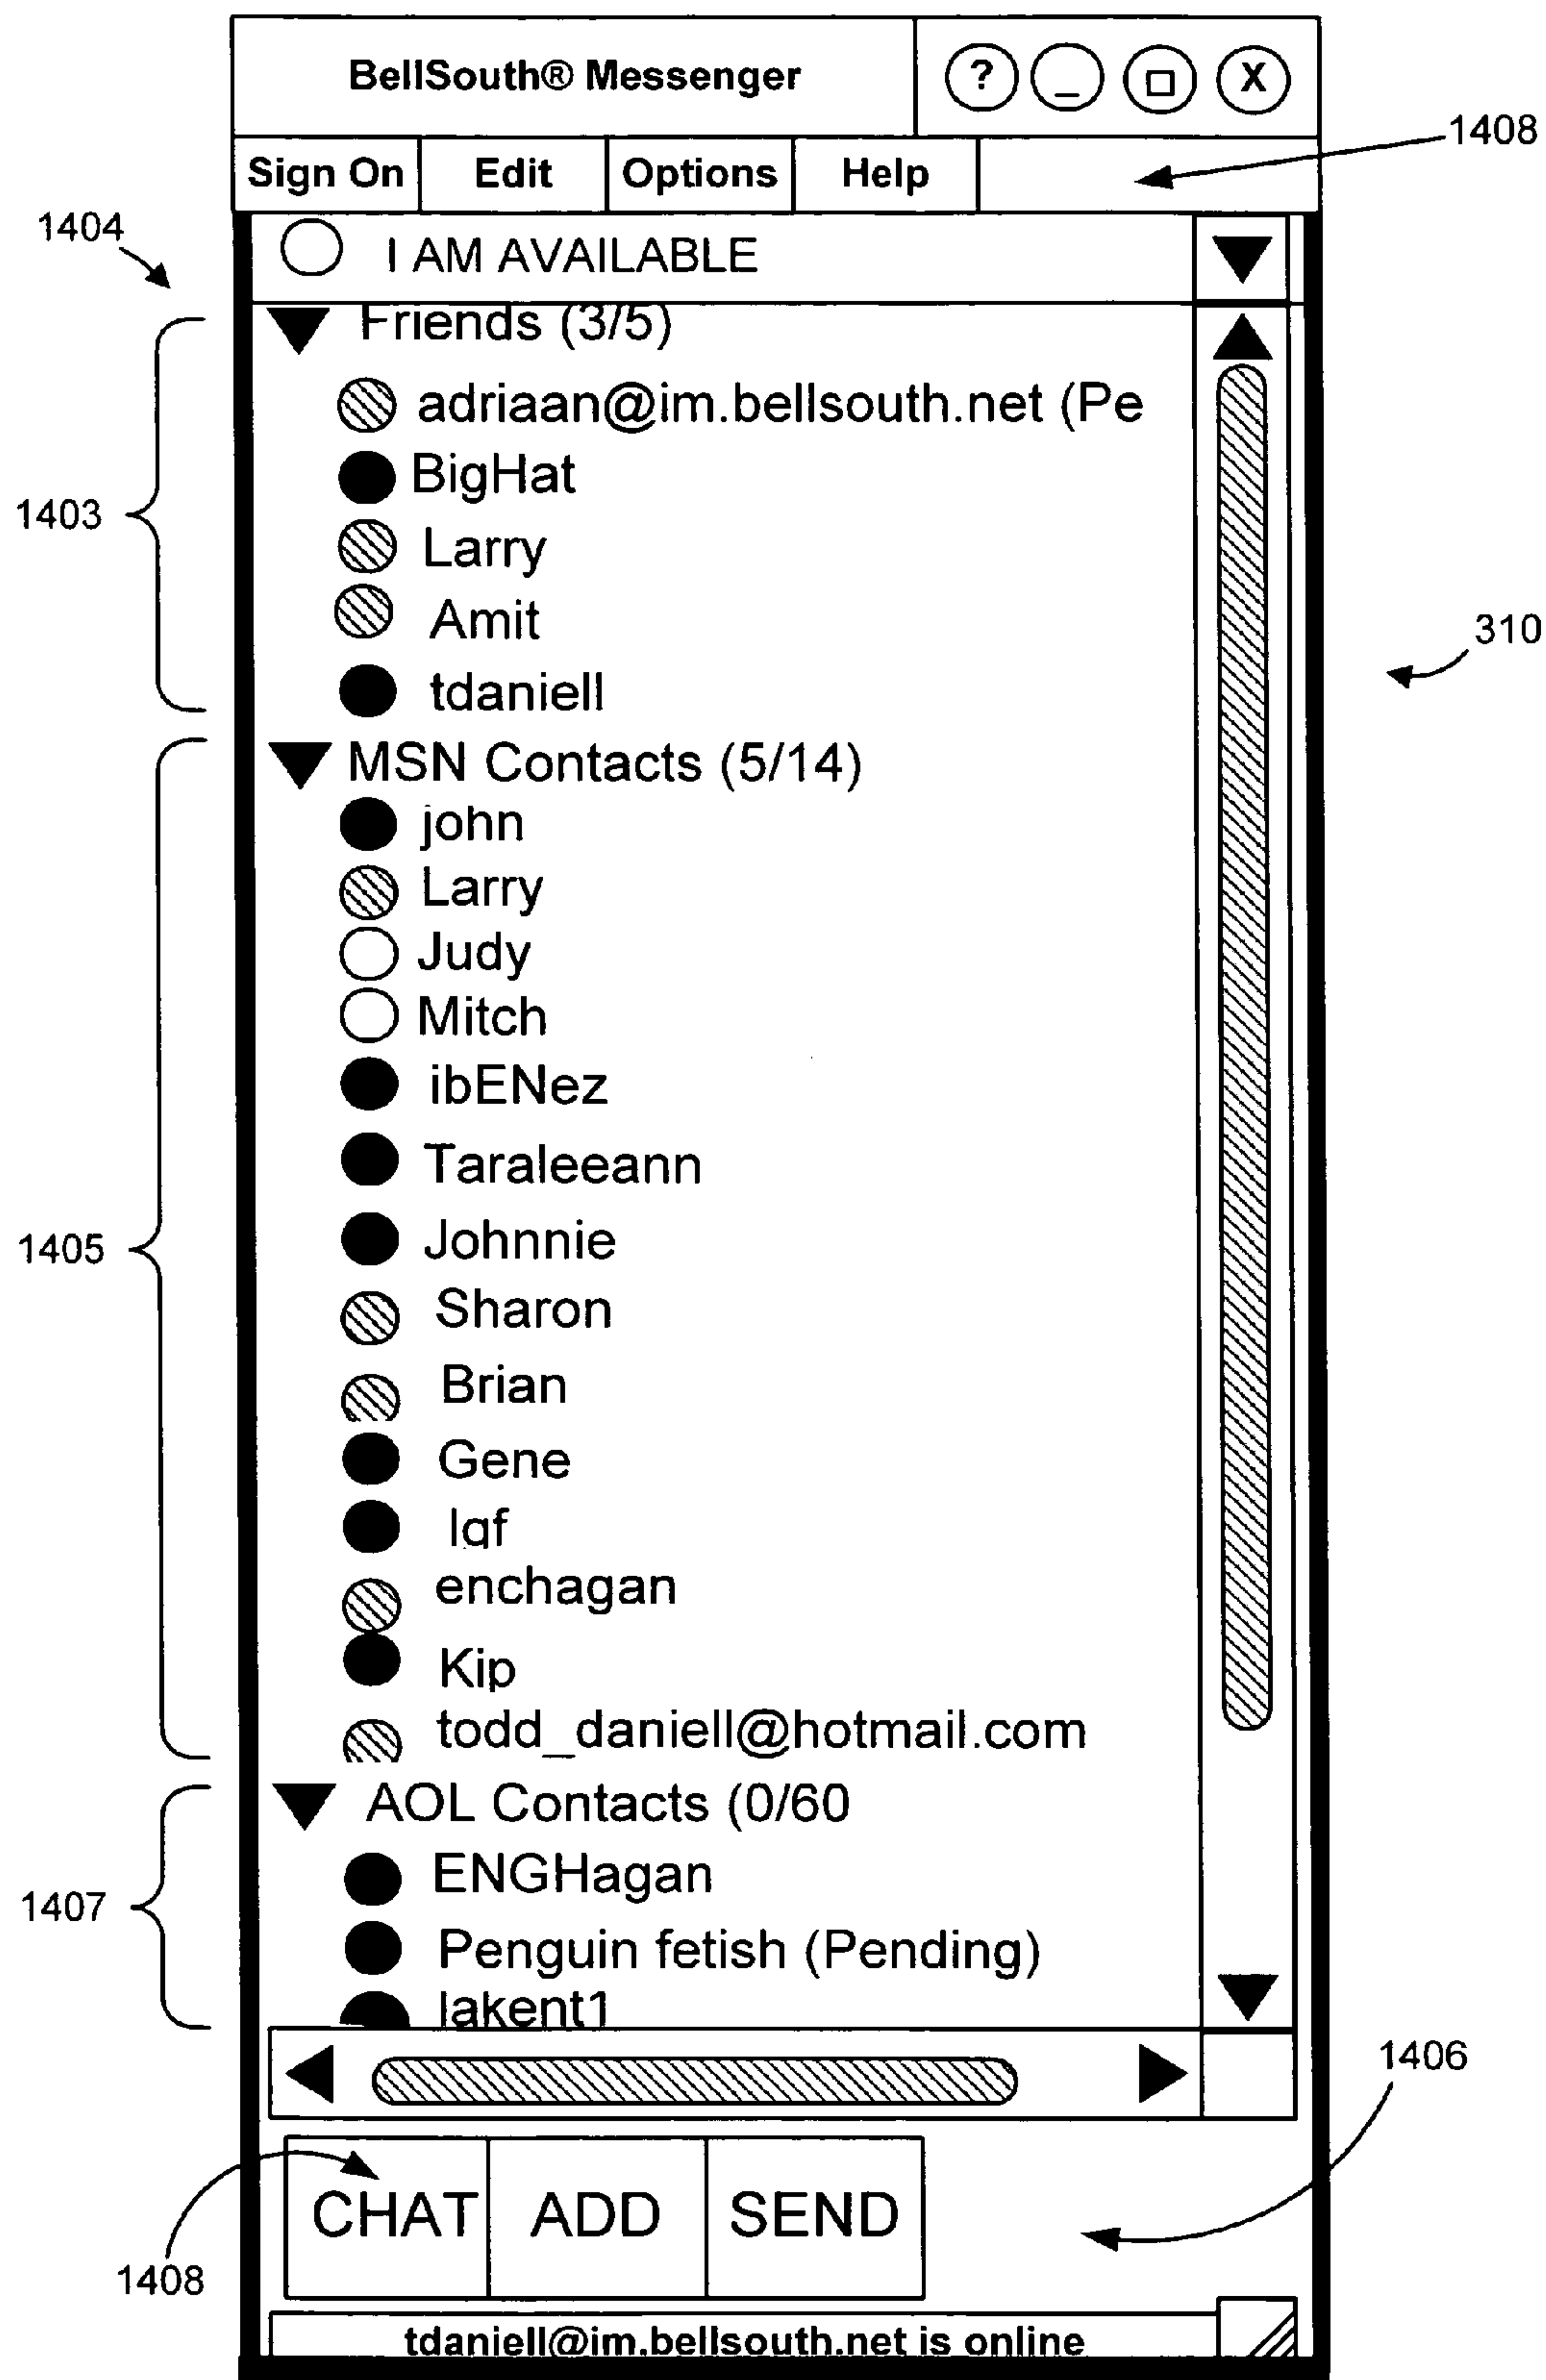 BellSouth® Messenger ? _ X
1408
Sign On Edit Options Help
1404
I AM AVAILABLE
Friends (3/5)
adriaan@im.bellsouth.net (Pe
BigHat
1403
Larry
Amit
310
tdaniell
MSN Contacts (5/14)
john
Larry
Judy
Mitch
ibENez
Taraleeann
1405
Johnnie
Sharon
Brian
Gene
lqf
enchagan
Kip
todd_daniell@hotmail.com
AOL Contacts (0/60
ENGHagan
1407
Penguin fetish (Pending)
lakent1
1406
CHAT ADD SEND
1408
tdaniell@im.bellsouth.net is online